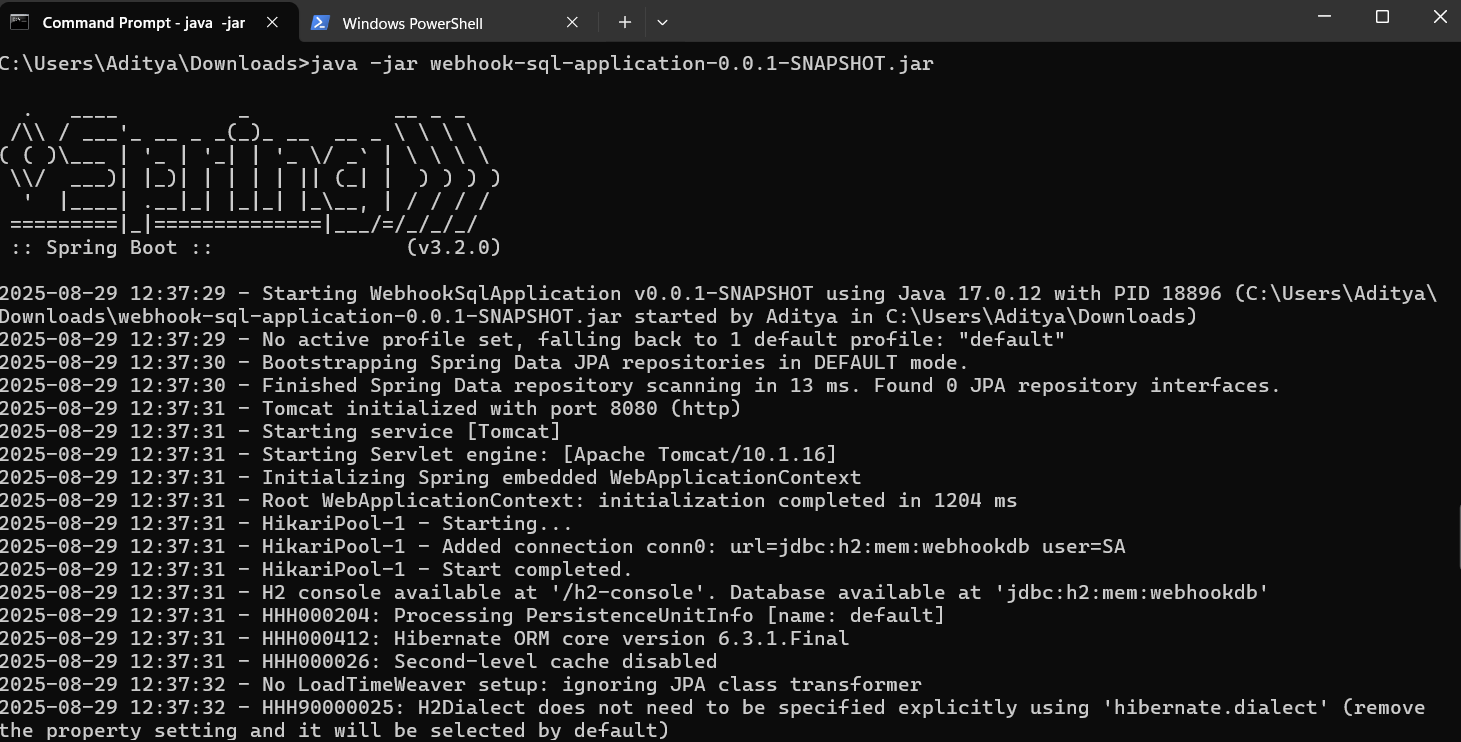 Command Prompt - java -jar
Windows PowerShell
C:\Users\Aditya\Downloads>java -jar webhook-sql-application-0.0.1-SNAPSHOT.jar
  .   ____          _            __ _ _
 /\\ / ___'_ __ _ _(_)_ __  __ _ \ \ \ \
( ( )\___ | '_ | '_| | '_ \/ _` | \ \ \ \
 \\/  ___)| |_)| | | | | || (_| |  ) ) ) )
  '  |____| .__|_| |_|_| |_\__, | / / / /
 =========|_|==============|___/=/_/_/_/
 :: Spring Boot ::                (v3.2.0)
2025-08-29 12:37:29 - Starting WebhookSqlApplication v0.0.1-SNAPSHOT using Java 17.0.12 with PID 18896 (C:\Users\Aditya\
Downloads\webhook-sql-application-0.0.1-SNAPSHOT.jar started by Aditya in C:\Users\Aditya\Downloads)
2025-08-29 12:37:29 - No active profile set, falling back to 1 default profile: "default"
2025-08-29 12:37:30 - Bootstrapping Spring Data JPA repositories in DEFAULT mode.
2025-08-29 12:37:30 - Finished Spring Data repository scanning in 13 ms. Found 0 JPA repository interfaces.
2025-08-29 12:37:31 - Tomcat initialized with port 8080 (http)
2025-08-29 12:37:31 - Starting service [Tomcat]
2025-08-29 12:37:31 - Starting Servlet engine: [Apache Tomcat/10.1.16]
2025-08-29 12:37:31 - Initializing Spring embedded WebApplicationContext
2025-08-29 12:37:31 - Root WebApplicationContext: initialization completed in 1204 ms
2025-08-29 12:37:31 - HikariPool-1 - Starting...
2025-08-29 12:37:31 - HikariPool-1 - Added connection conn0: url=jdbc:h2:mem:webhookdb user=SA
2025-08-29 12:37:31 - HikariPool-1 - Start completed.
2025-08-29 12:37:31 - H2 console available at '/h2-console'. Database available at 'jdbc:h2:mem:webhookdb'
2025-08-29 12:37:31 - HHH000204: Processing PersistenceUnitInfo [name: default]
2025-08-29 12:37:31 - HHH000412: Hibernate ORM core version 6.3.1.Final
2025-08-29 12:37:31 - HHH000026: Second-level cache disabled
2025-08-29 12:37:32 - No LoadTimeWeaver setup: ignoring JPA class transformer
2025-08-29 12:37:32 - HHH90000025: H2Dialect does not need to be specified explicitly using 'hibernate.dialect' (remove
the property setting and it will be selected by default)